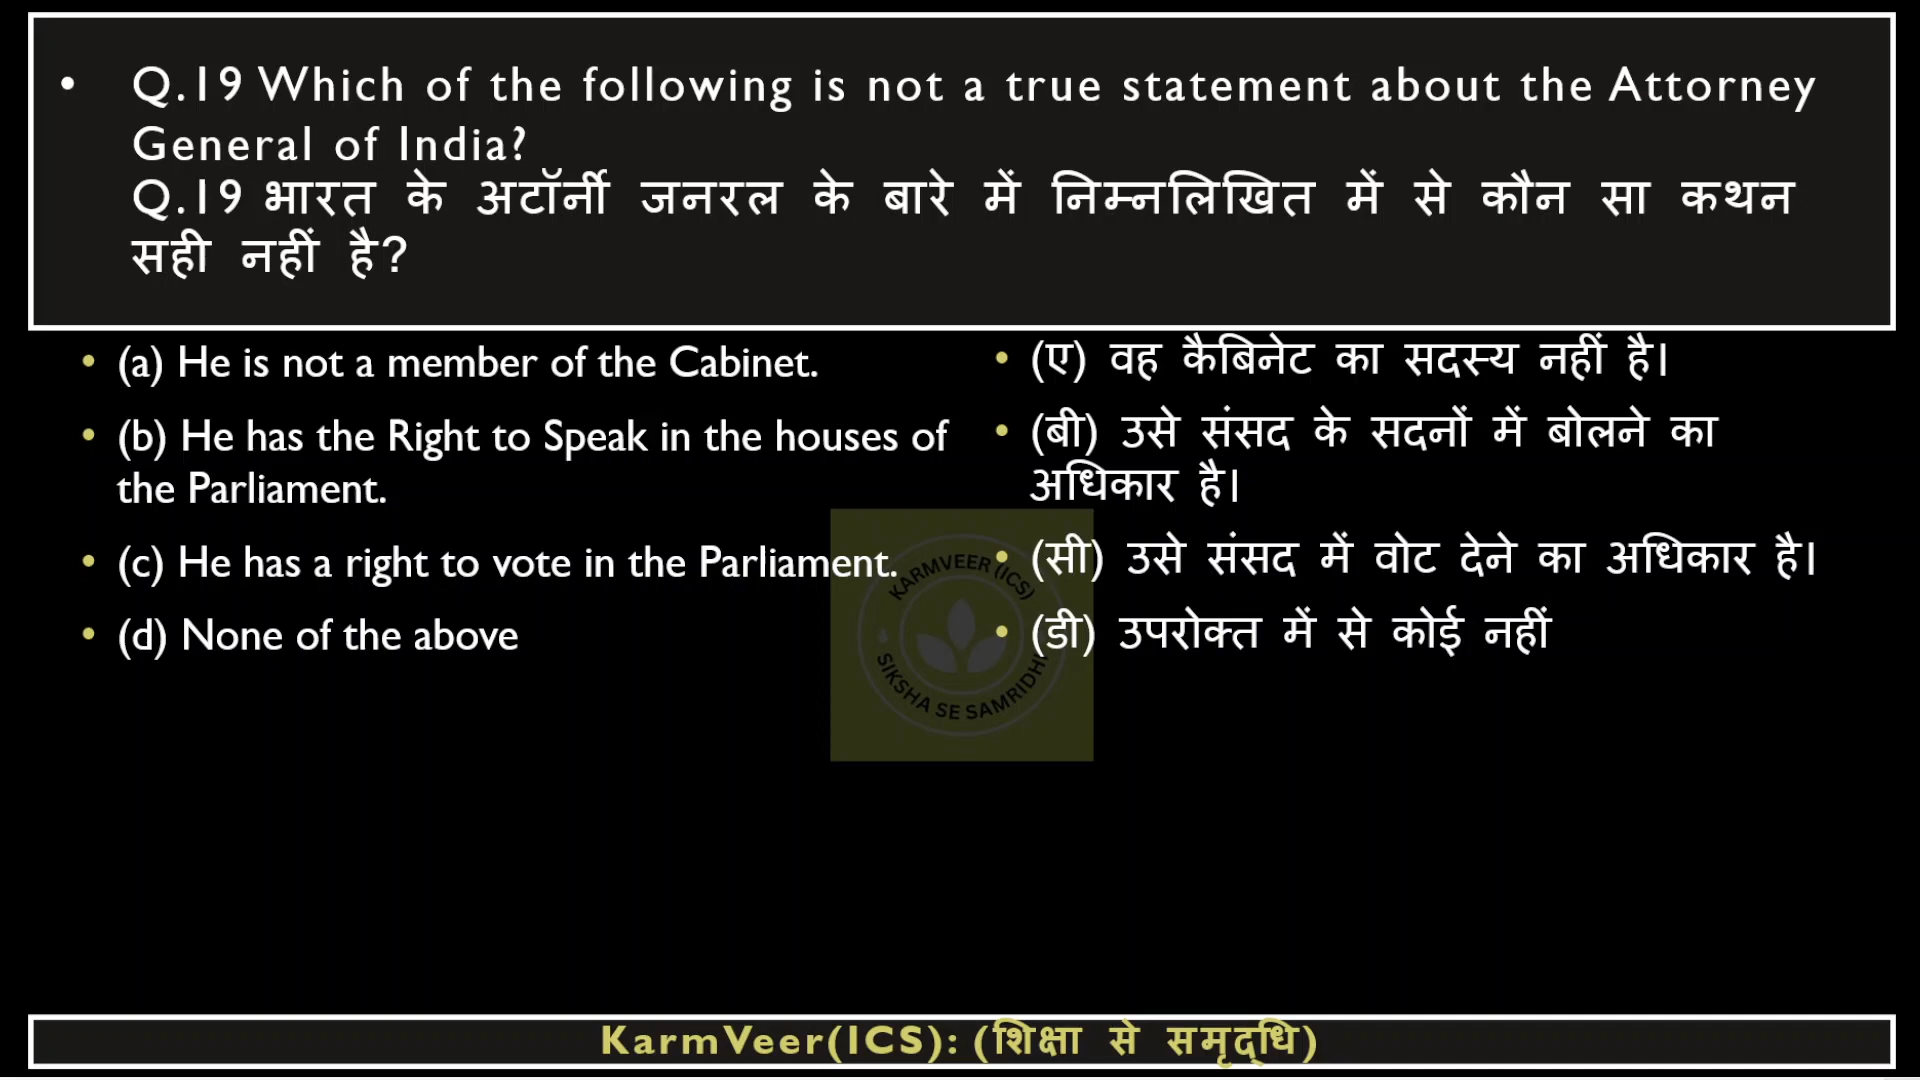 • Q.19 Which of the following is not a true statement about the Attorney
General of India?
Q.19 भारत के अटॉर्नी जनरल के बारे में निम्नलिखित में से कौन सा कथन
सही नहीं है?
• (a) He is not a member of the Cabinet.
• (b) He has the Right to Speak in the houses of
the Parliament.
• (c) He has a right to vote in the Parliament.
• (d) None of the above
• (ए) वह कैबिनेट का सदस्य नहीं है।
• (बी) उसे संसद के सदनों में बोलने का
अधिकार है।
• (सी) उसे संसद में वोट देने का अधिकार है।
• (डी) उपरोक्त में से कोई नहीं
KARMVEER (ICS)
SIKSHA SE SAMRIDHI
KarmVeer(ICS): (शिक्षा से समृद्धि)